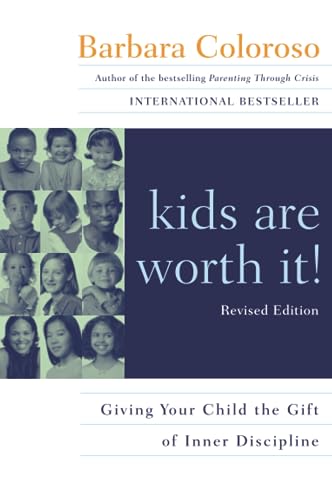 Barbara Coloroso
Author of the bestselling Parenting Through Crisis
INTERNATIONAL BESTSELLER
kids are
worth it!
Revised Edition
Giving Your Child the Gift
of Inner Discipline